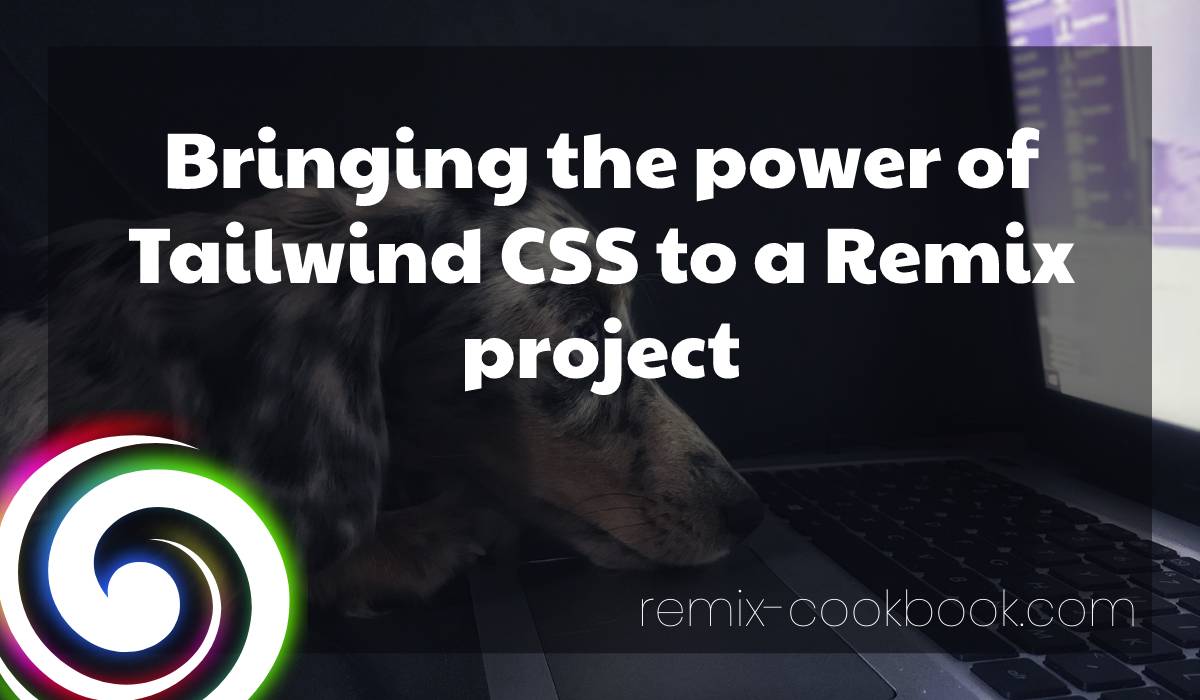 Bringing the power of
Tailwind CSS to a Remix
project
remix-cookbook.com